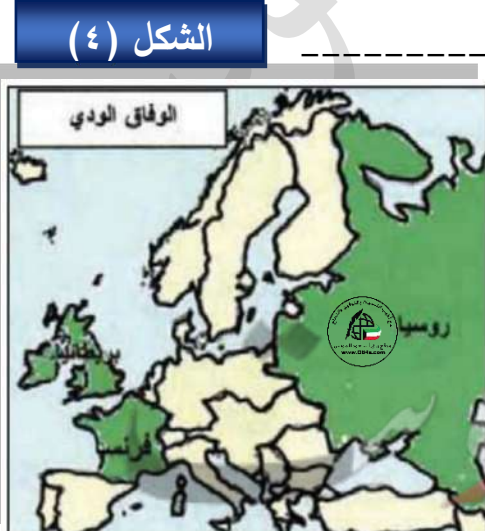 الشكل (٤)
الوفاق الودي
روسيا
بريطانيا
فرنسا